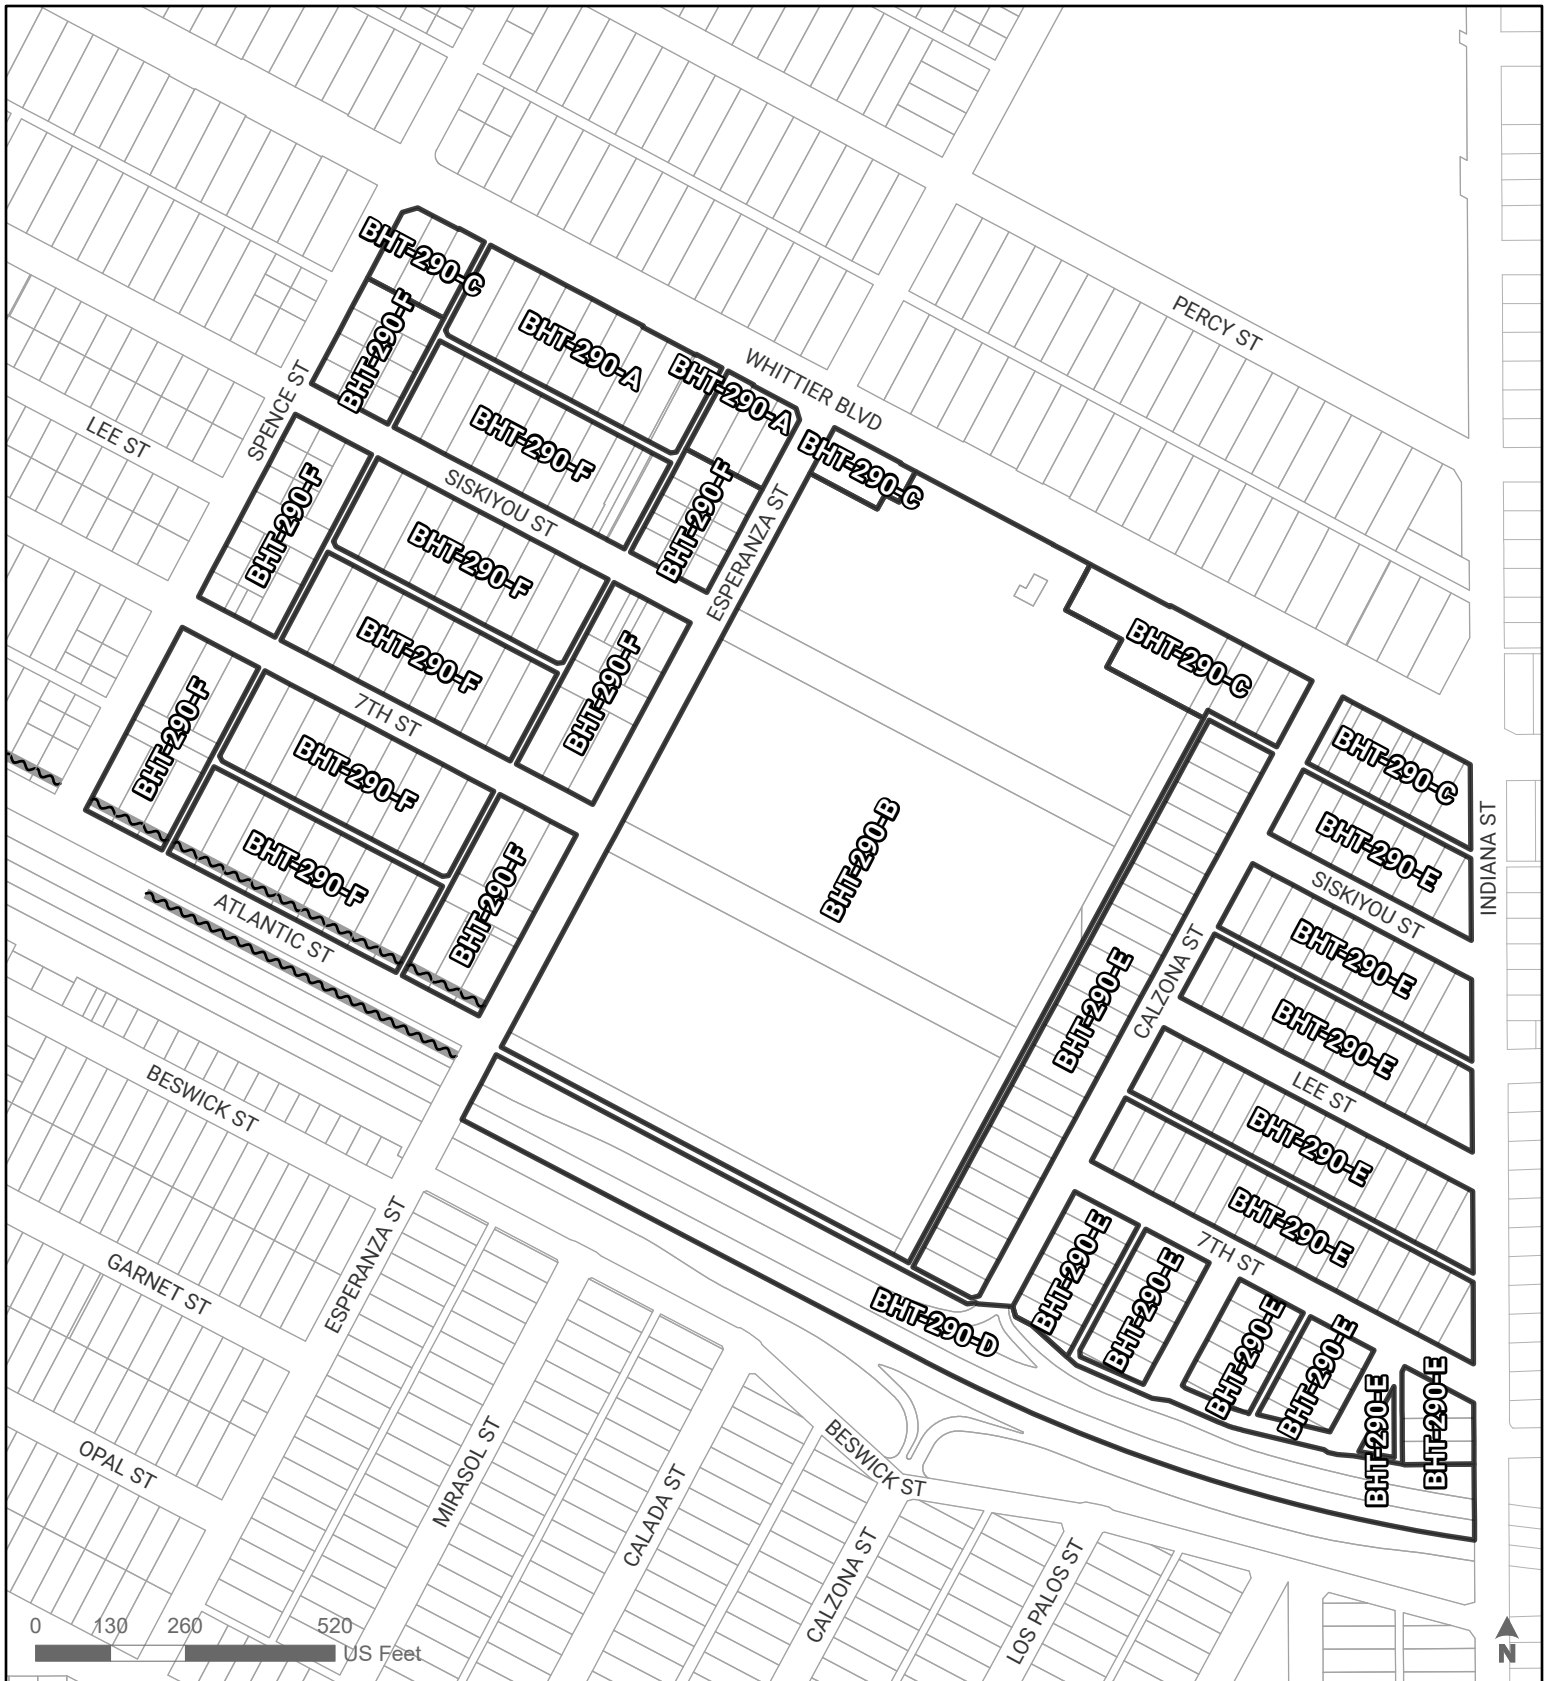 BHT-290-C
BHT-290-F
BHT-290-A
BHT-290-A
PERCY ST
WHITTIER BLVD
SPENCE ST
LEE ST
BHT-290-F
BHT-290-C
BHT-290-F
SISKIYOU ST
BHT-290-F
BHT-290-F
ESPERANZA ST
BHT-290-F
BHT-290-F
7TH ST
BHT-290-F
BHT-290-C
BHT-290-F
BHT-290-F
BHT-290-C
INDIANA ST
BHT-290-B
BHT-290-E
BHT-290-F
BHT-290-F
SISKIYOU ST
ATLANTIC ST
BHT-290-E
CALZONA ST
BHT-290-E
BHT-290-E
BESWICK ST
LEE ST
BHT-290-E
BHT-290-E
7TH ST
ESPERANZA ST
GARNET ST
BHT-290-D
BHT-290-E
BHT-290-E
BHT-290-E
BHT-290-E
BHT-290-E
BHT-290-E
OPAL ST
MIRASOL ST
CALADA ST
BESWICK ST
CALZONA ST
LOS PALOS ST
0 130 260 520
US Feet
N